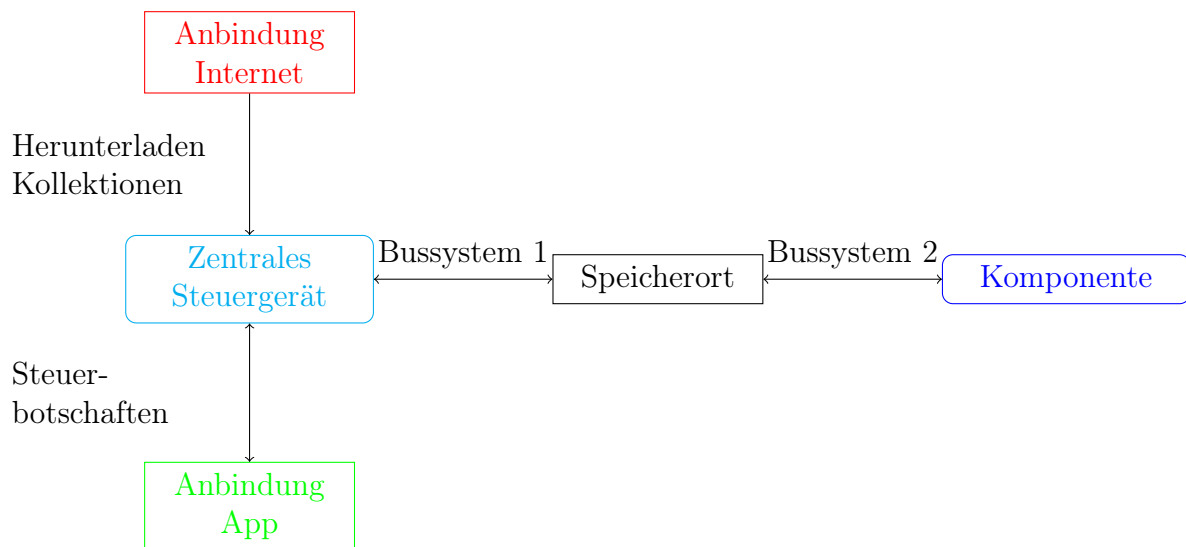 Anbindung
Internet
Herunterladen
Kollektionen
Zentrales
Steuergerät
Bussystem 1
Speicherort
Bussystem 2
Komponente
Steuer-
botschaften
Anbindung
App